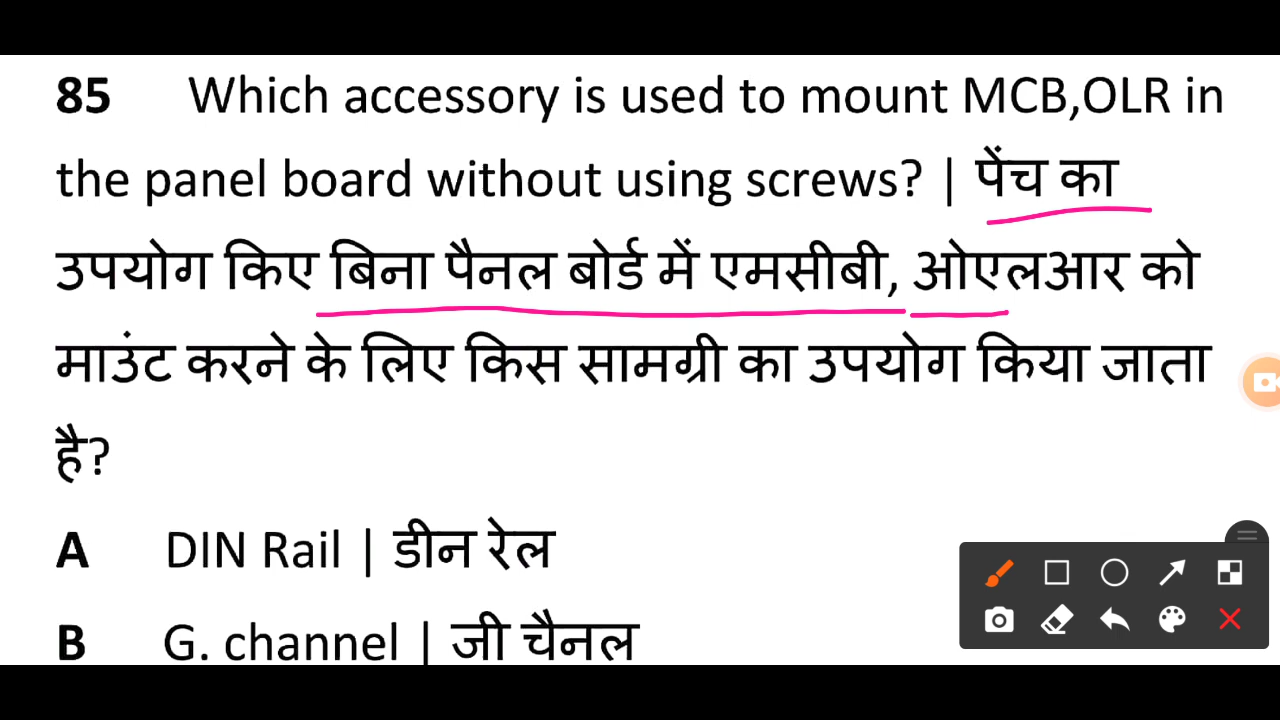 85 Which accessory is used to mount MCB,OLR in
the panel board without using screws? | पेंच का
उपयोग किए बिना पैनल बोर्ड में एमसीबी, ओएलआर को
माउंट करने के लिए किस सामग्री का उपयोग किया जाता
है?
A DIN Rail | डीन रेल
B G. channel | जी चैनल